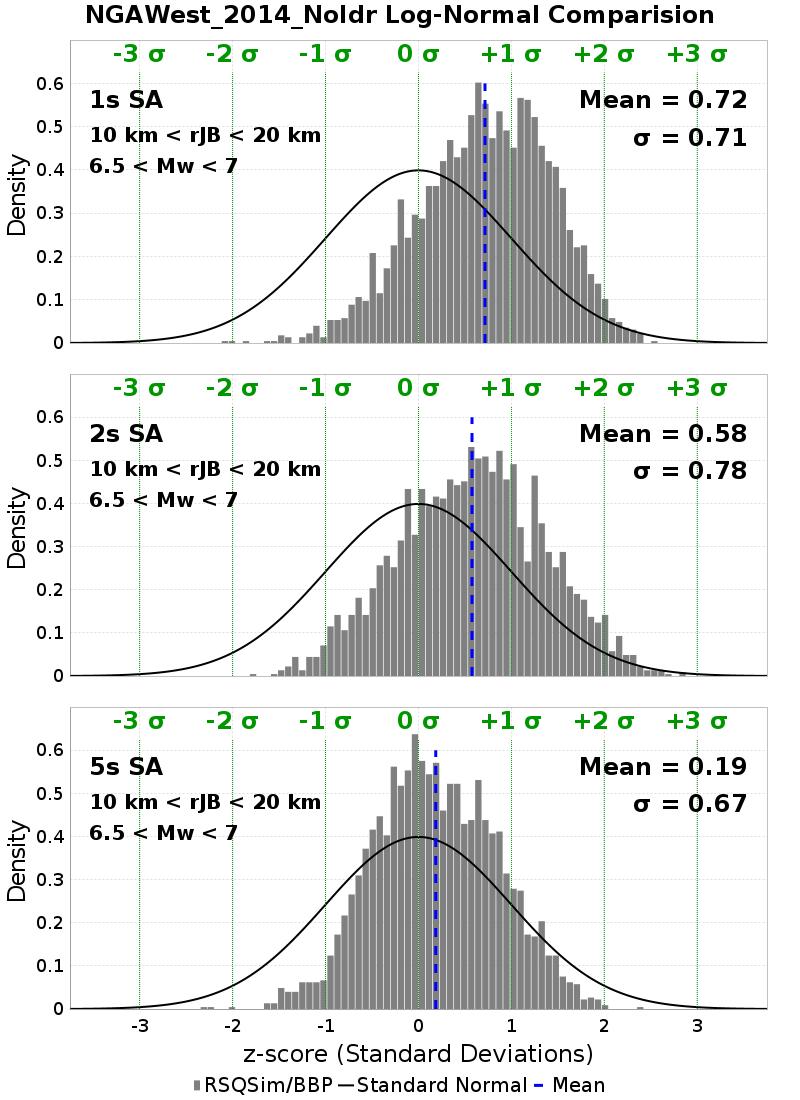 NGAWest_2014_NoIdr Log-Normal Comparision
-3 σ -2 σ -1 σ 0 σ +1 σ +2 σ +3 σ
1s SA
10 km < rJB < 20 km
6.5 < Mw < 7
Mean = 0.72
σ = 0.71
0.6
0.5
0.4
0.3
0.2
0.1
0
Density
-3 σ -2 σ -1 σ 0 σ +1 σ +2 σ +3 σ
2s SA
10 km < rJB < 20 km
6.5 < Mw < 7
Mean = 0.58
σ = 0.78
0.6
0.5
0.4
0.3
0.2
0.1
0
Density
-3 σ -2 σ -1 σ 0 σ +1 σ +2 σ +3 σ
5s SA
10 km < rJB < 20 km
6.5 < Mw < 7
Mean = 0.19
σ = 0.67
0.6
0.5
0.4
0.3
0.2
0.1
0
Density
-3 -2 -1 0 1 2 3
z-score (Standard Deviations)
RSQSim/BBP Standard Normal Mean